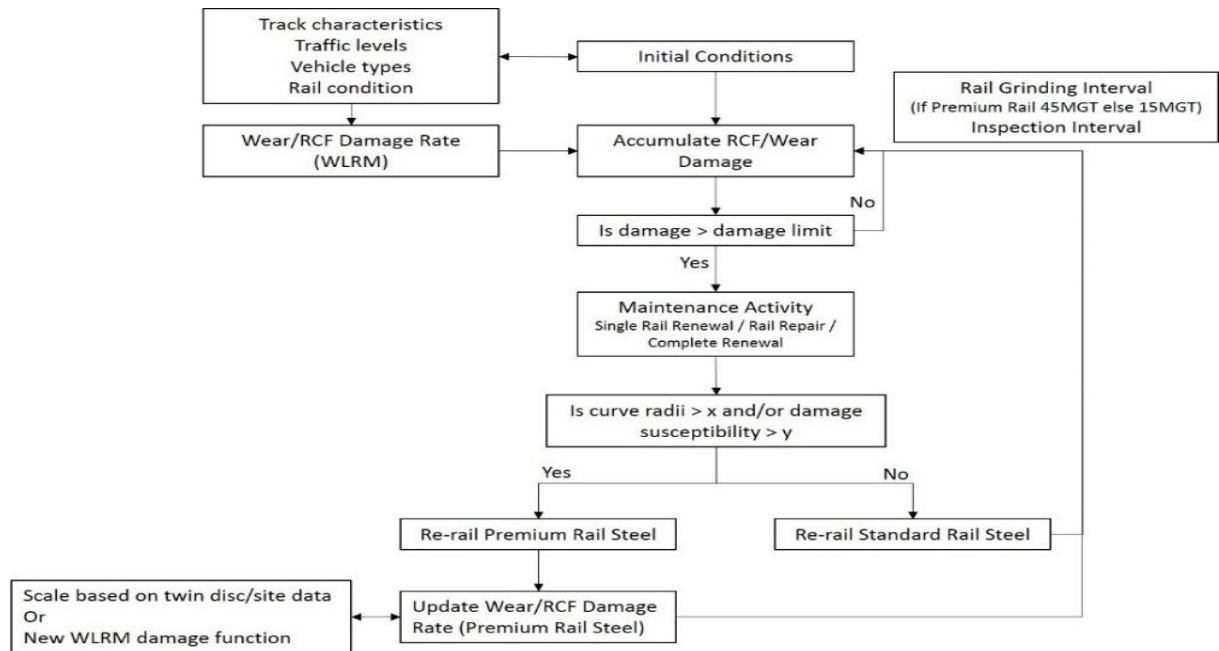 Track characteristics
Traffic levels
Vehicle types
Rail condition
Initial Conditions
Rail Grinding Interval
(If Premium Rail 45MGT else 15MGT)
Inspection Interval
Wear/RCF Damage Rate
(WLRM)
Accumulate RCF/Wear
Damage
No
Is damage > damage limit
Yes
Maintenance Activity
Single Rail Renewal / Rail Repair /
Complete Renewal
Is curve radii > x and/or damage
susceptibility > y
Yes
No
Re-rail Premium Rail Steel
Re-rail Standard Rail Steel
Scale based on twin disc/site data
Or
New WLRM damage function
Update Wear/RCF Damage
Rate (Premium Rail Steel)